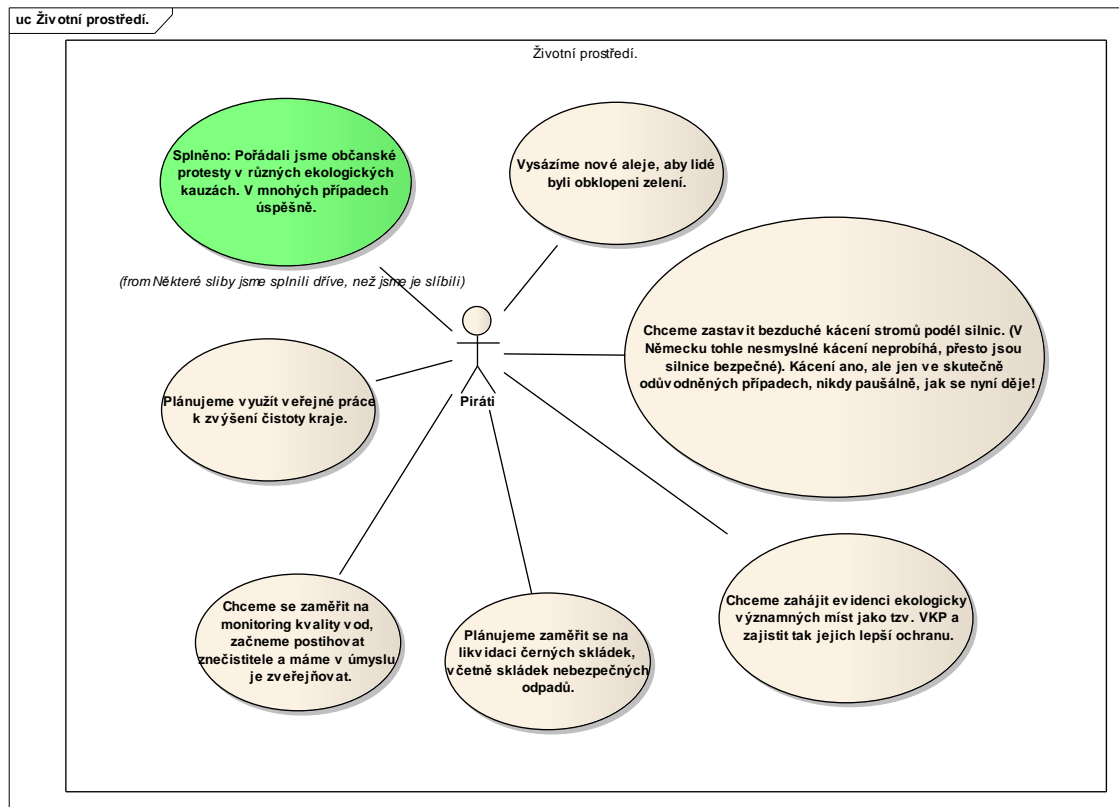 uc Životní prostředí.
Životní prostředí.
Splněno: Pořádali jsme občanské
protesty v různých ekologických
kauzách. V mnohých případech
úspěšně.
(from Některé sliby jsme splnili dříve, než jsme je slíbili)
Vysázíme nové aleje, aby lidé
byli obklopeni zelení.
Chceme zastavit bezduché kácení stromů podél silnic. (V
Německu tohle nesmyslné kácení neprobíhá, přesto jsou
silnice bezpečné). Kácení ano, ale jen ve skutečně
odůvodněných případech, nikdy paušálně, jak se nyní děje!
Piráti
Plánujeme využít veřejné práce
k zvýšení čistoty kraje.
Chceme se zaměřit na
monitoring kvality vod,
začneme postihovat
znečistitele a máme v úmyslu
je zveřejňovat.
Plánujeme zaměřit se na
likvidaci černých skládek,
včetně skládek nebezpečných
odpadů.
Chceme zahájit evidenci ekologicky
významných míst jako tzv. VKP a
zajistit tak jejich lepší ochranu.